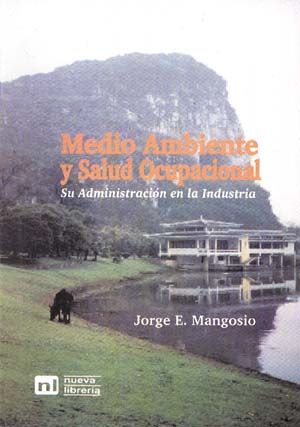 Medio Ambiente
y Salud Ocupacional
Su Administración en la Industria
Jorge E. Mangosio
nl nueva
librería